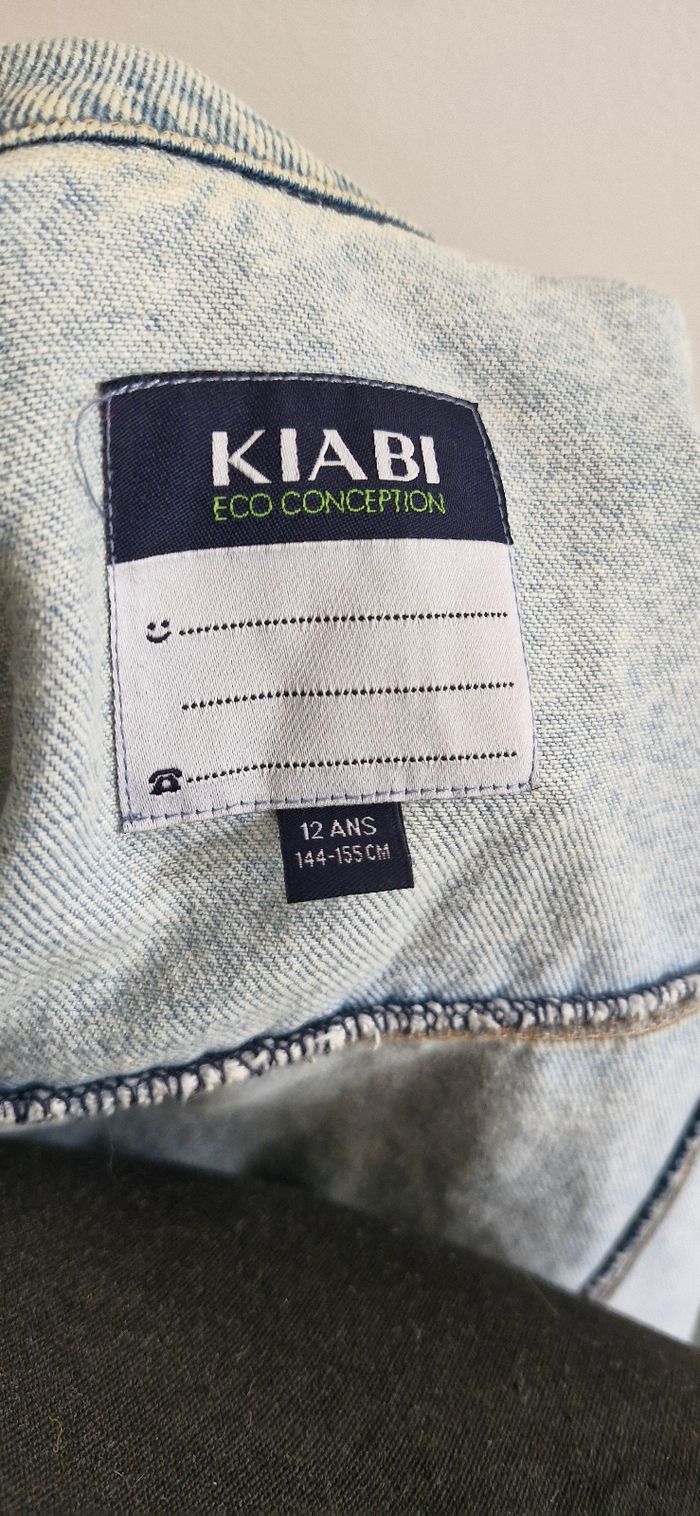 KIABI
ECO CONCEPTION
12 ANS
144-155 CM